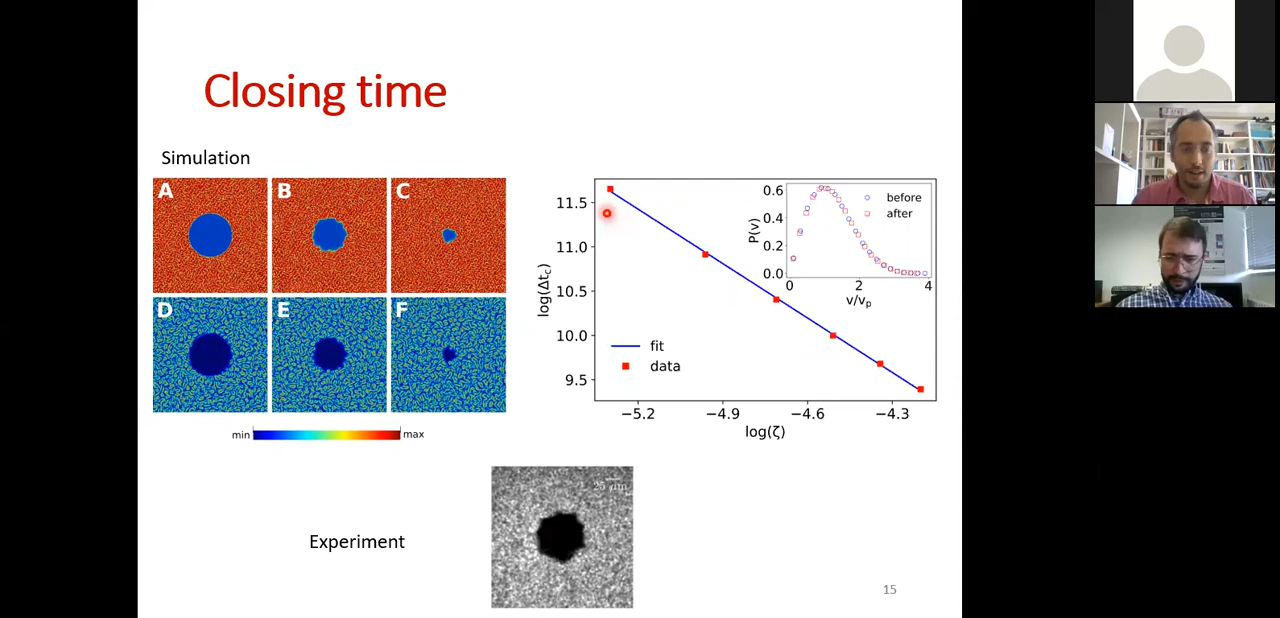 Closing time
Simulation
A
B
C
D
E
F
min
max
11.5
11.0
10.5
10.0
9.5
log(Δt_c)
−5.2
−4.9
−4.6
−4.3
log(ζ)
fit
data
0.6
0.4
0.2
0.0
P(v)
0
2
4
v/v_p
before
after
25 μm
Experiment
15